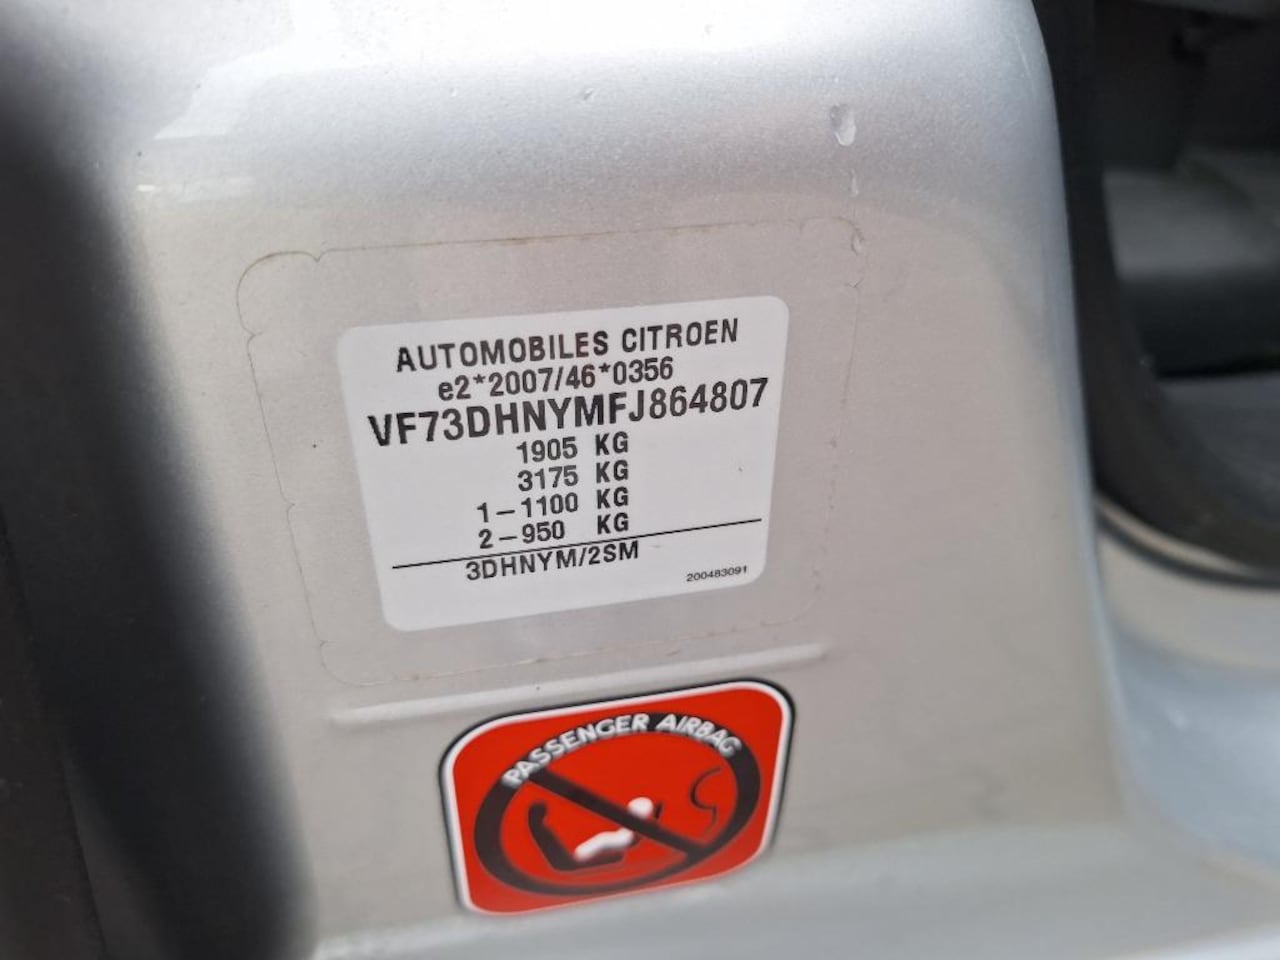 AUTOMOBILES CITROEN
e2*2007/46*0356
VF73DHNYMFJ864807
1905 KG
3175 KG
1-1100 KG
2-950 KG
3DHNYM/2SM
200483091
PASSENGER AIRBAG